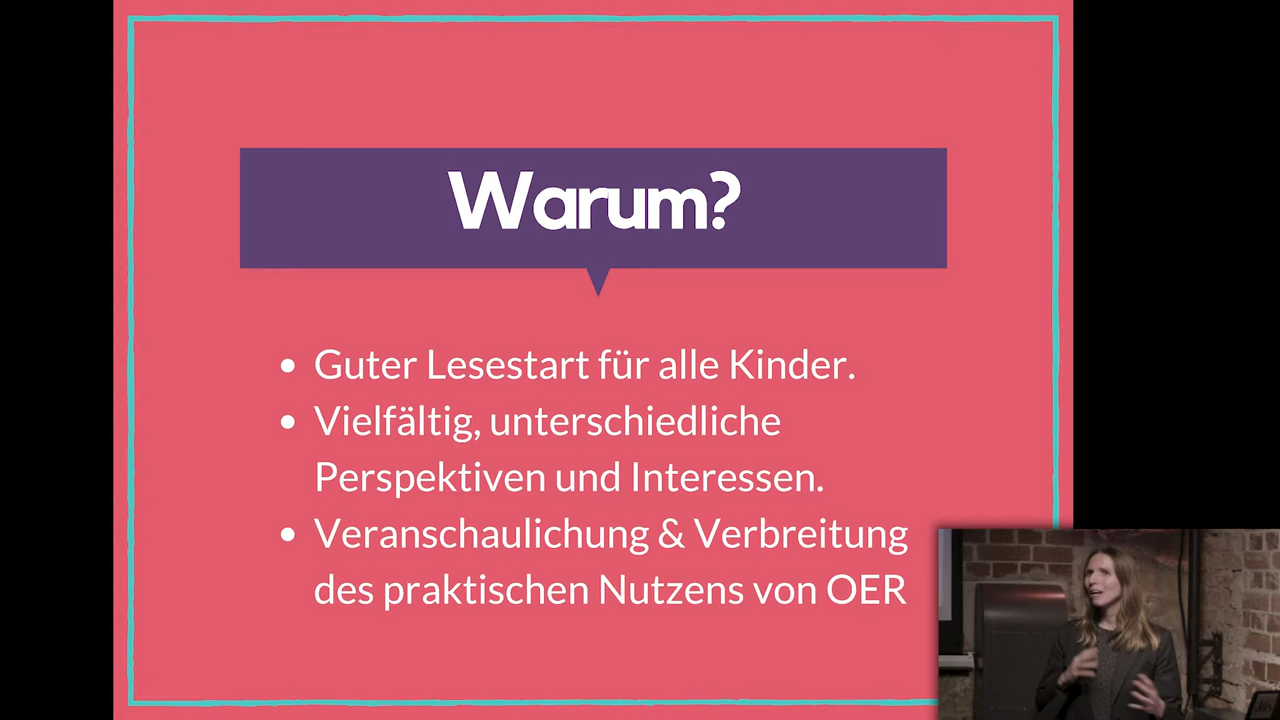 Warum?
• Guter Lesestart für alle Kinder.
• Vielfältig, unterschiedliche
Perspektiven und Interessen.
• Veranschaulichung & Verbreitung
des praktischen Nutzens von OER